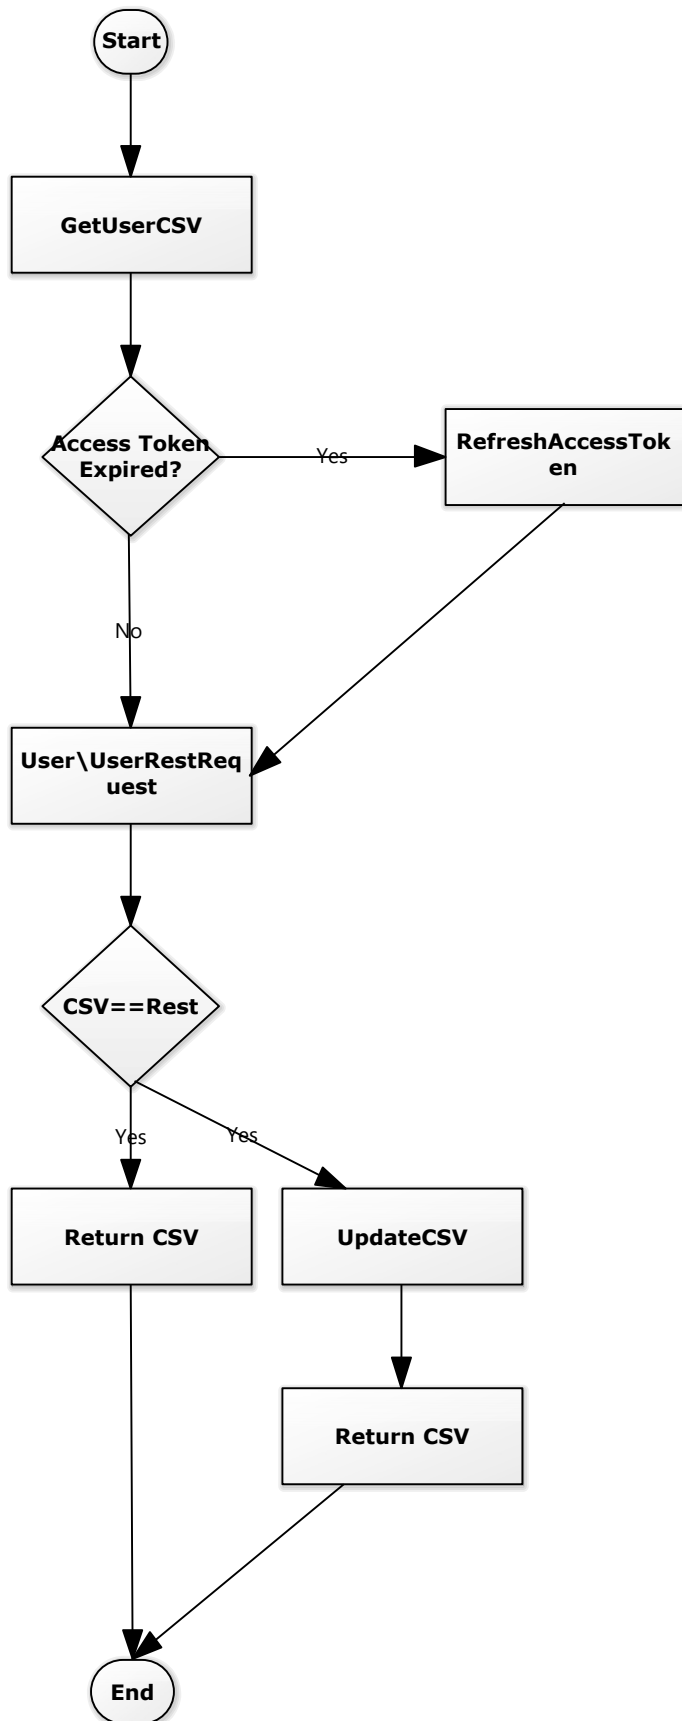 Start
GetUserCSV
Access Token
Expired?
Yes
RefreshAccessTok
en
No
User\UserRestReq
uest
CSV==Rest
Yes
Yes
Return CSV
UpdateCSV
Return CSV
End